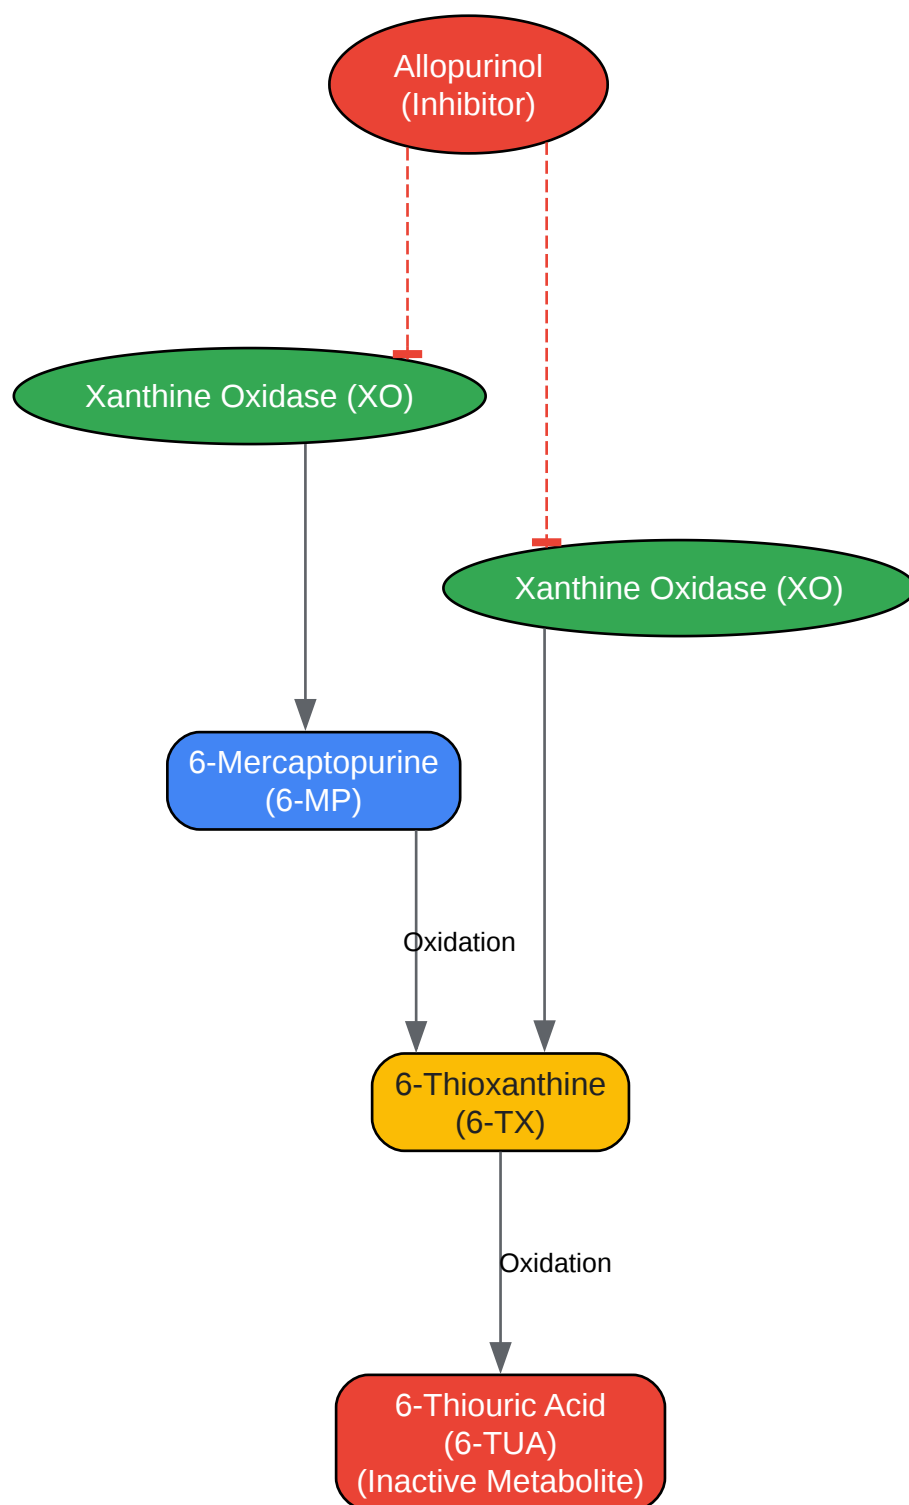 Allopurinol
(Inhibitor)
Xanthine Oxidase (XO)
Xanthine Oxidase (XO)
6-Mercaptopurine
(6-MP)
Oxidation
6-Thioxanthine
(6-TX)
Oxidation
6-Thiouric Acid
(6-TUA)
(Inactive Metabolite)